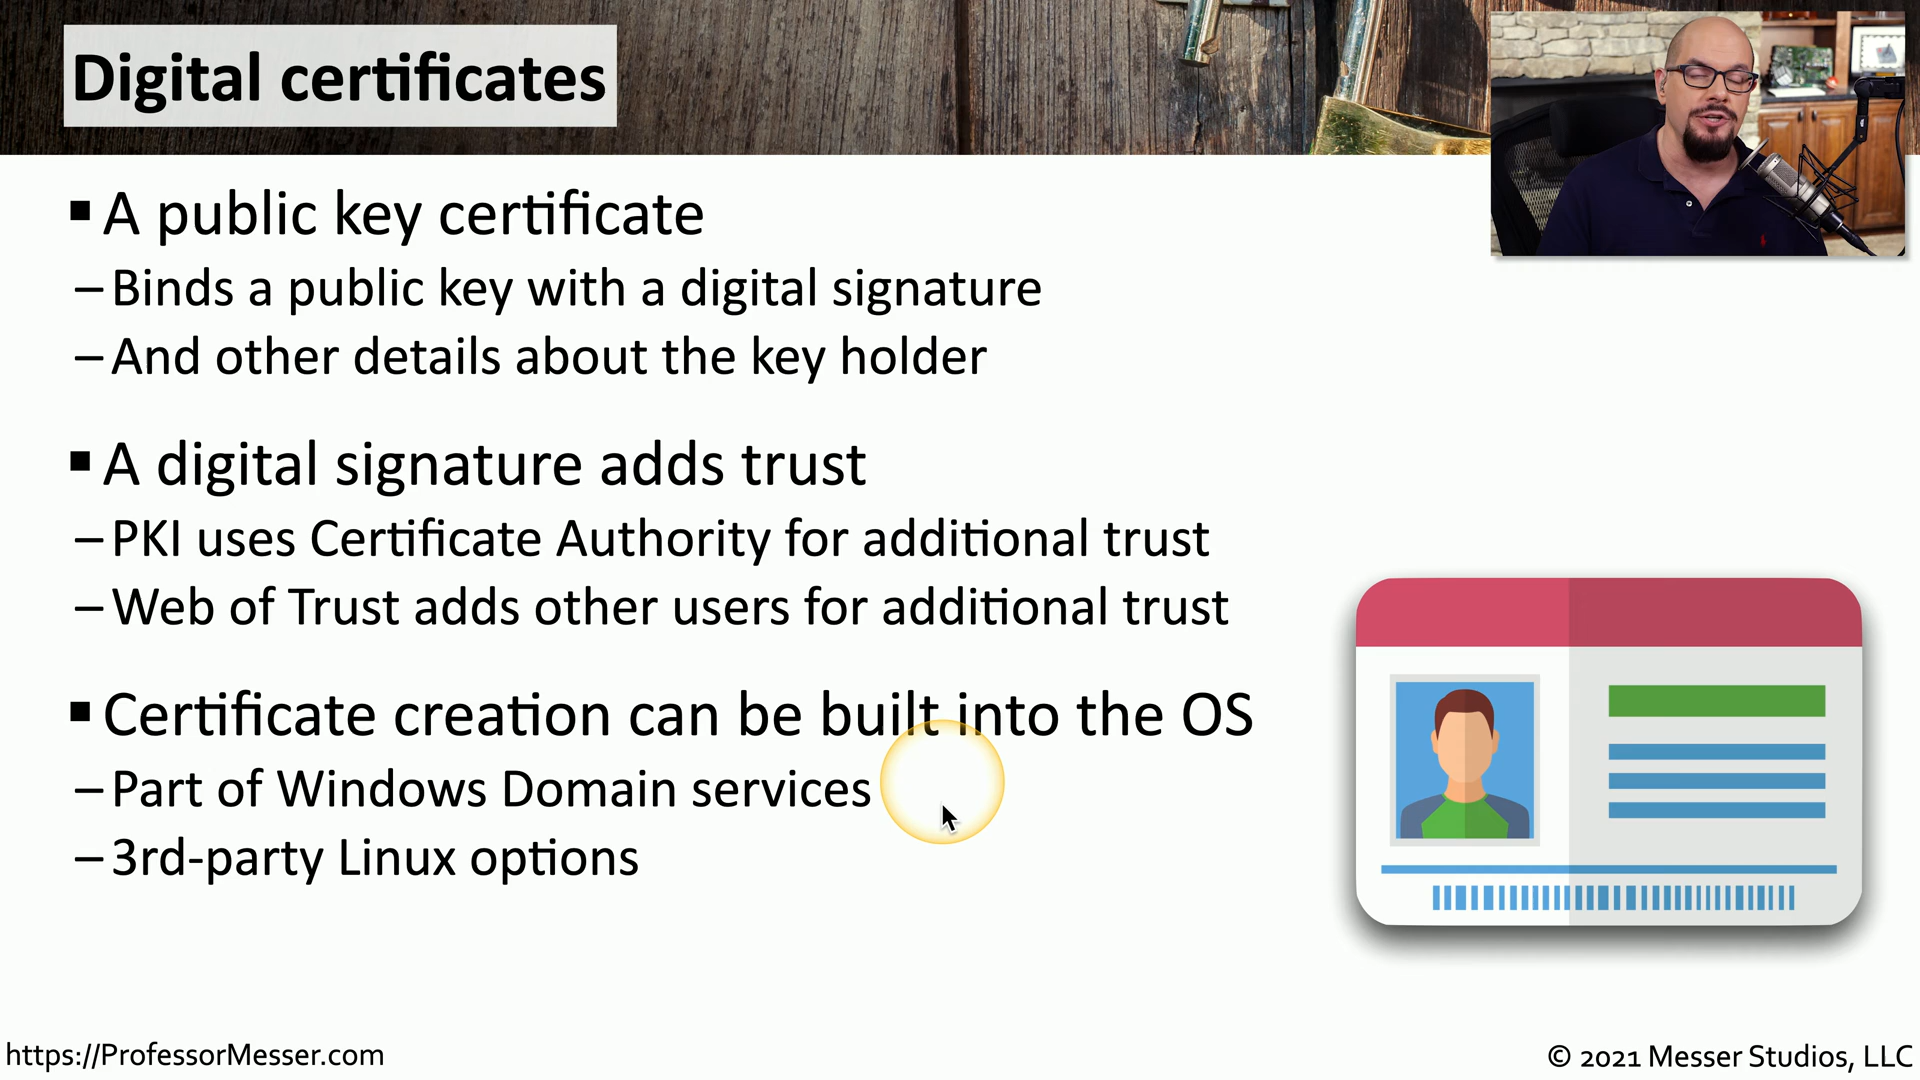 Digital certificates
▪ A public key certificate
– Binds a public key with a digital signature
– And other details about the key holder
▪ A digital signature adds trust
– PKI uses Certificate Authority for additional trust
– Web of Trust adds other users for additional trust
▪ Certificate creation can be built into the OS
– Part of Windows Domain services
– 3rd-party Linux options
https://ProfessorMesser.com
© 2021 Messer Studios, LLC